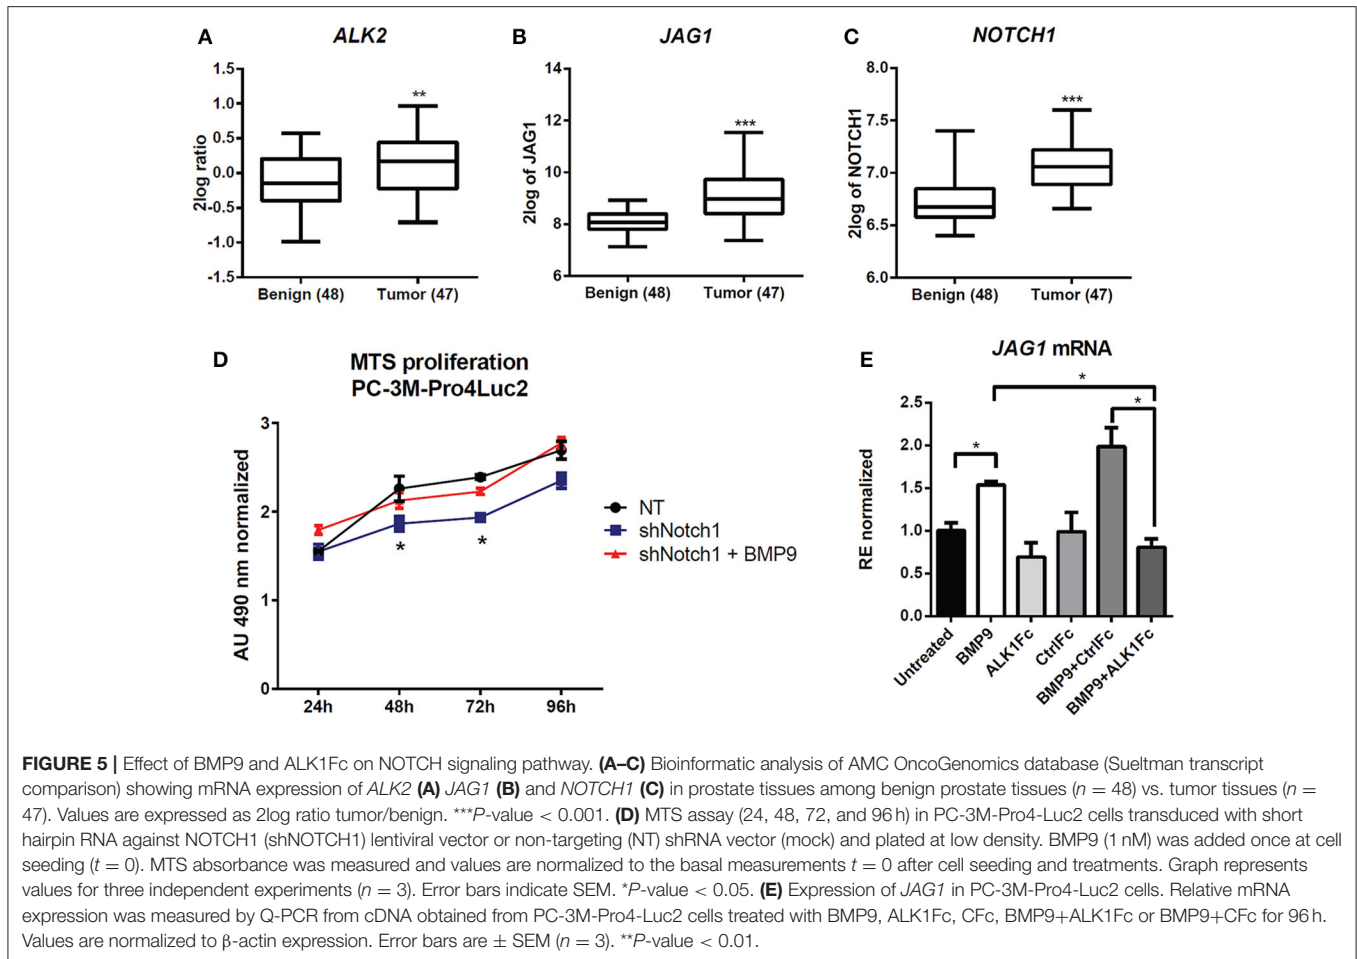 A
ALK2
2log ratio
1.5
1.0
0.5
0.0
-0.5
-1.0
-1.5
**
Benign (48)
Tumor (47)
B
JAG1
2log of JAG1
14
12
10
8
6
***
Benign (48)
Tumor (47)
C
NOTCH1
2log of NOTCH1
8.0
7.5
7.0
6.5
6.0
***
Benign (48)
Tumor (47)
D
MTS proliferation
PC-3M-Pro4Luc2
AU 490 nm normalized
3
2
1
0
*
*
24h
48h
72h
96h
NT
shNotch1
shNotch1 + BMP9
E
JAG1 mRNA
RE normalized
2.5
2.0
1.5
1.0
0.5
0.0
*
*
*
Untreated
BMP9
ALK1Fc
CtrlFc
BMP9+CtrlFc
BMP9+ALK1Fc
FIGURE 5 | Effect of BMP9 and ALK1Fc on NOTCH signaling pathway. (A–C) Bioinformatic analysis of AMC OncoGenomics database (Sueltman transcript
comparison) showing mRNA expression of ALK2 (A) JAG1 (B) and NOTCH1 (C) in prostate tissues among benign prostate tissues (n = 48) vs. tumor tissues (n =
47). Values are expressed as 2log ratio tumor/benign. ***P-value < 0.001. (D) MTS assay (24, 48, 72, and 96 h) in PC-3M-Pro4-Luc2 cells transduced with short
hairpin RNA against NOTCH1 (shNOTCH1) lentiviral vector or non-targeting (NT) shRNA vector (mock) and plated at low density. BMP9 (1 nM) was added once at cell
seeding (t = 0). MTS absorbance was measured and values are normalized to the basal measurements t = 0 after cell seeding and treatments. Graph represents
values for three independent experiments (n = 3). Error bars indicate SEM. *P-value < 0.05. (E) Expression of JAG1 in PC-3M-Pro4-Luc2 cells. Relative mRNA
expression was measured by Q-PCR from cDNA obtained from PC-3M-Pro4-Luc2 cells treated with BMP9, ALK1Fc, CFc, BMP9+ALK1Fc or BMP9+CFc for 96 h.
Values are normalized to β-actin expression. Error bars are ± SEM (n = 3). **P-value < 0.01.